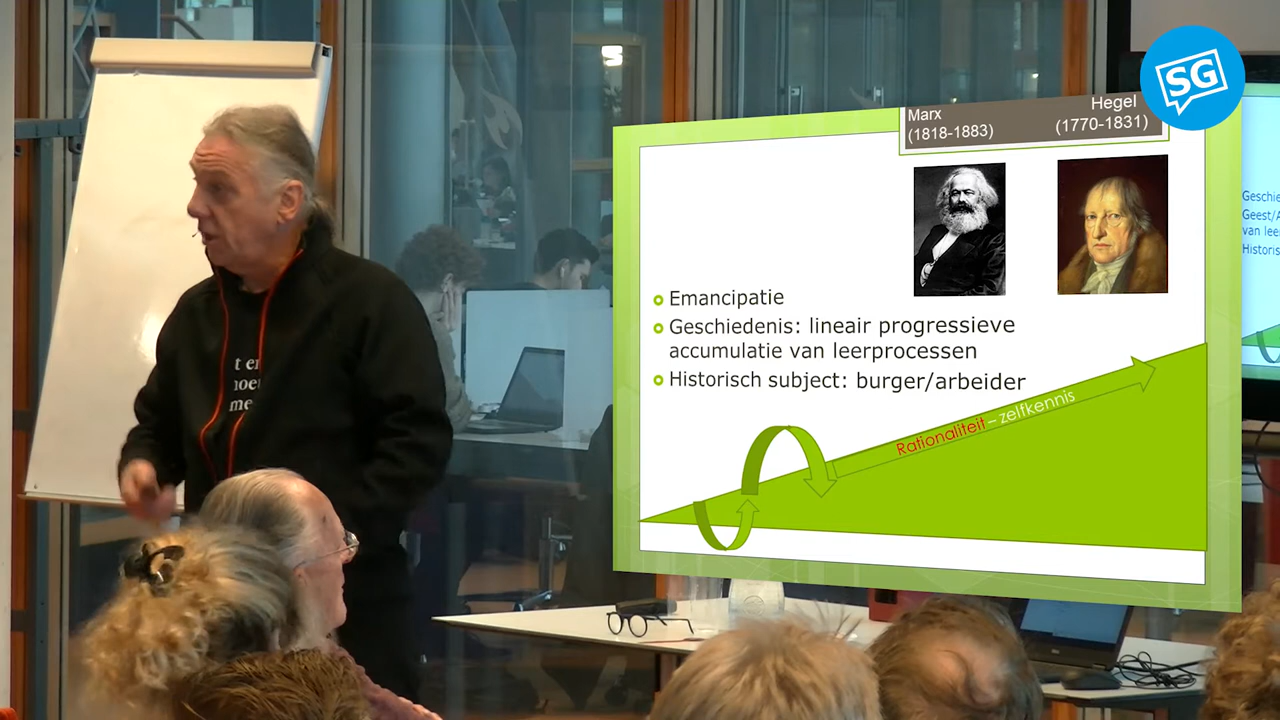 SG
Marx
(1818-1883)
Hegel
(1770-1831)
Emancipatie
Geschiedenis: lineair progressieve
accumulatie van leerprocessen
Historisch subject: burger/arbeider
Rationaliteit – zelfkennis
van